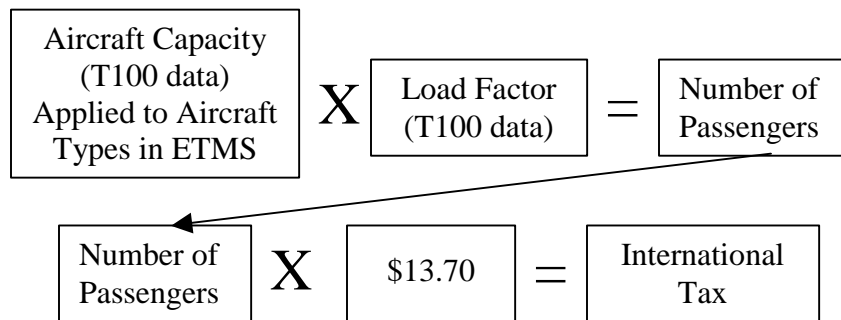 Aircraft Capacity
(T100 data)
Applied to Aircraft
Types in ETMS
X
Load Factor
(T100 data)
=
Number of
Passengers
Number of
Passengers
X
$13.70
=
International
Tax